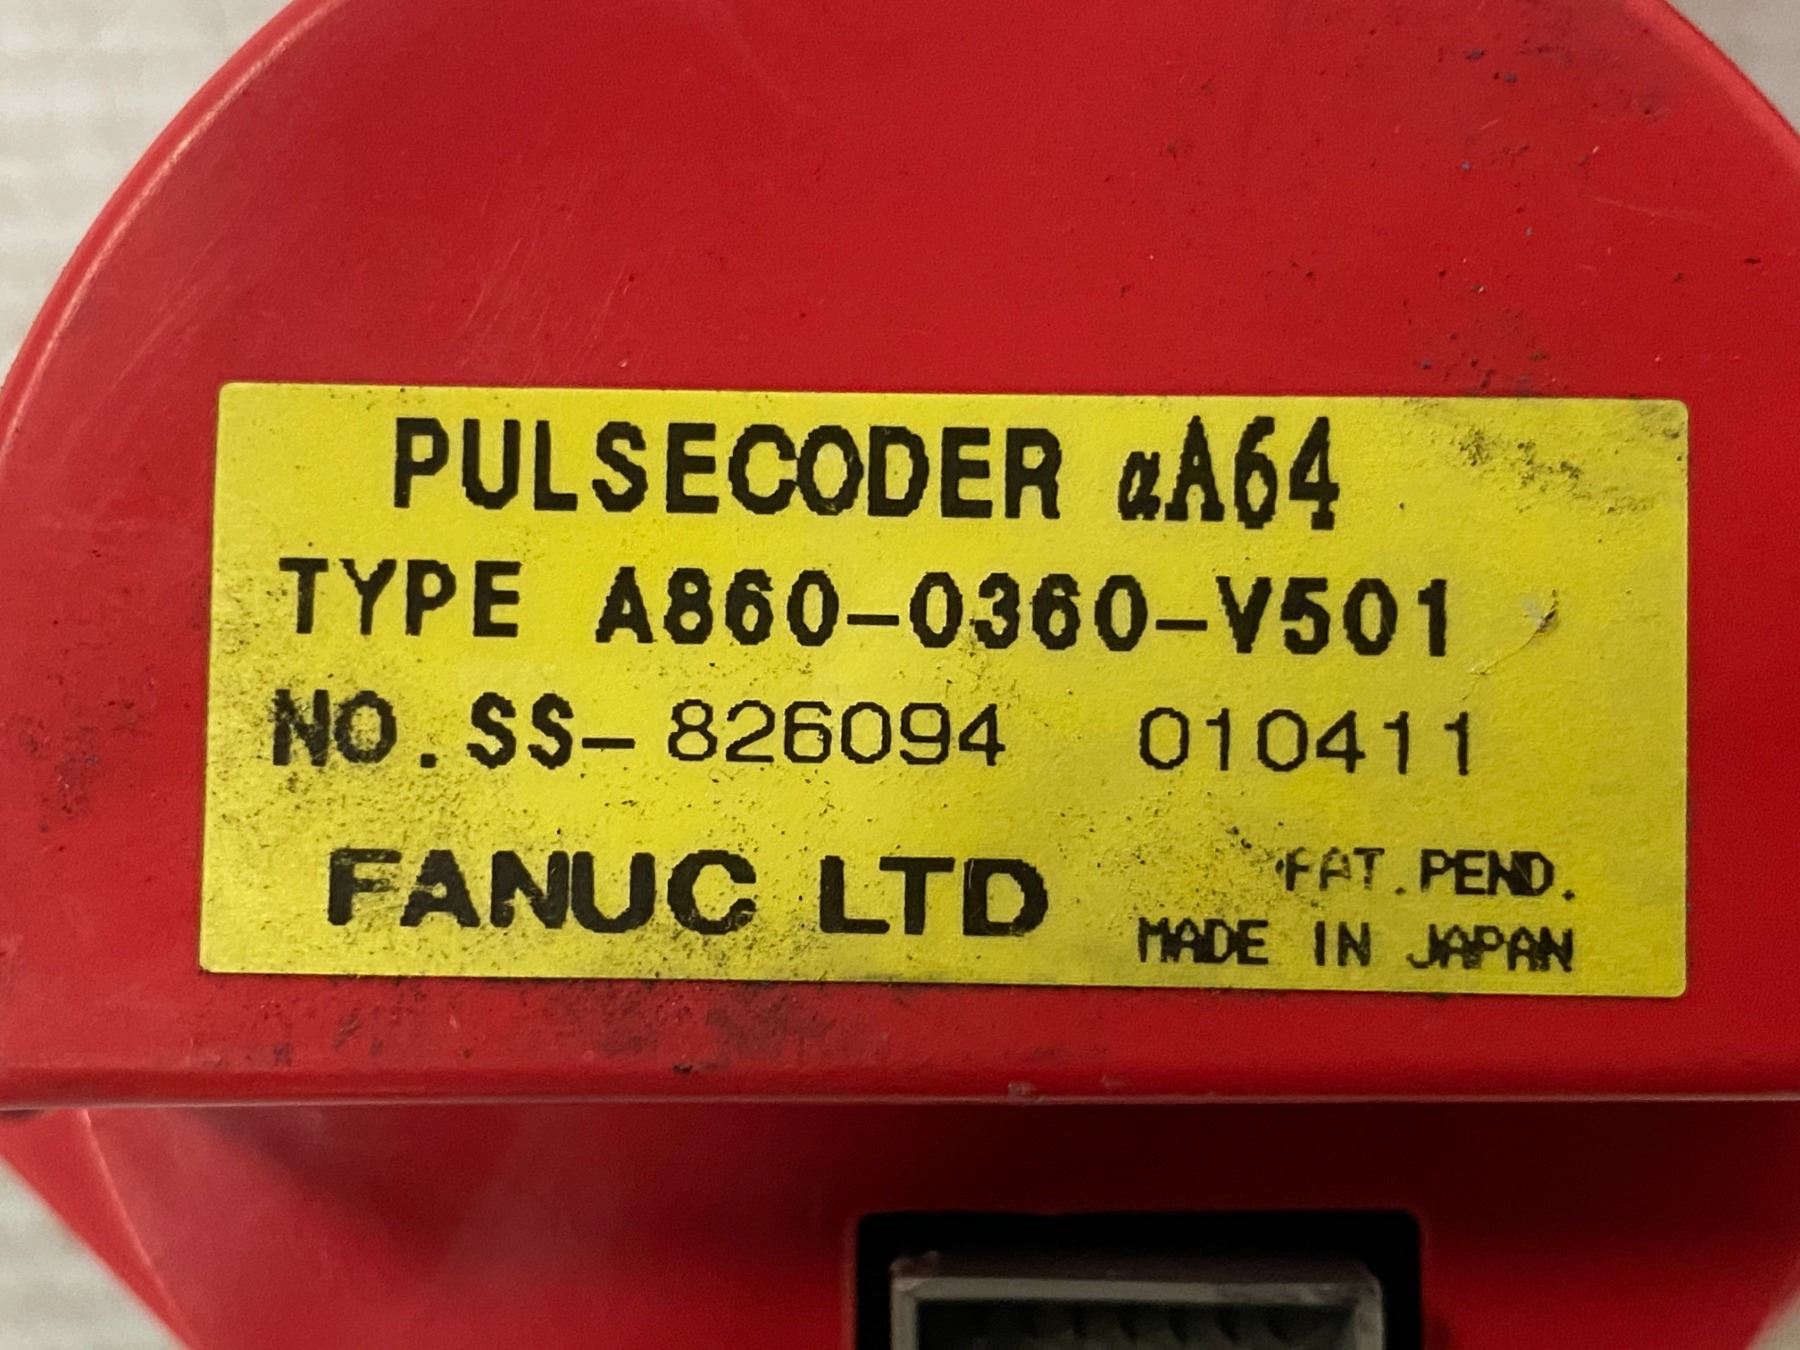 PULSECODER αA64
TYPE A860-0360-V501
NO. SS-826094 010411
FANUC LTD
PAT. PEND.
MADE IN JAPAN